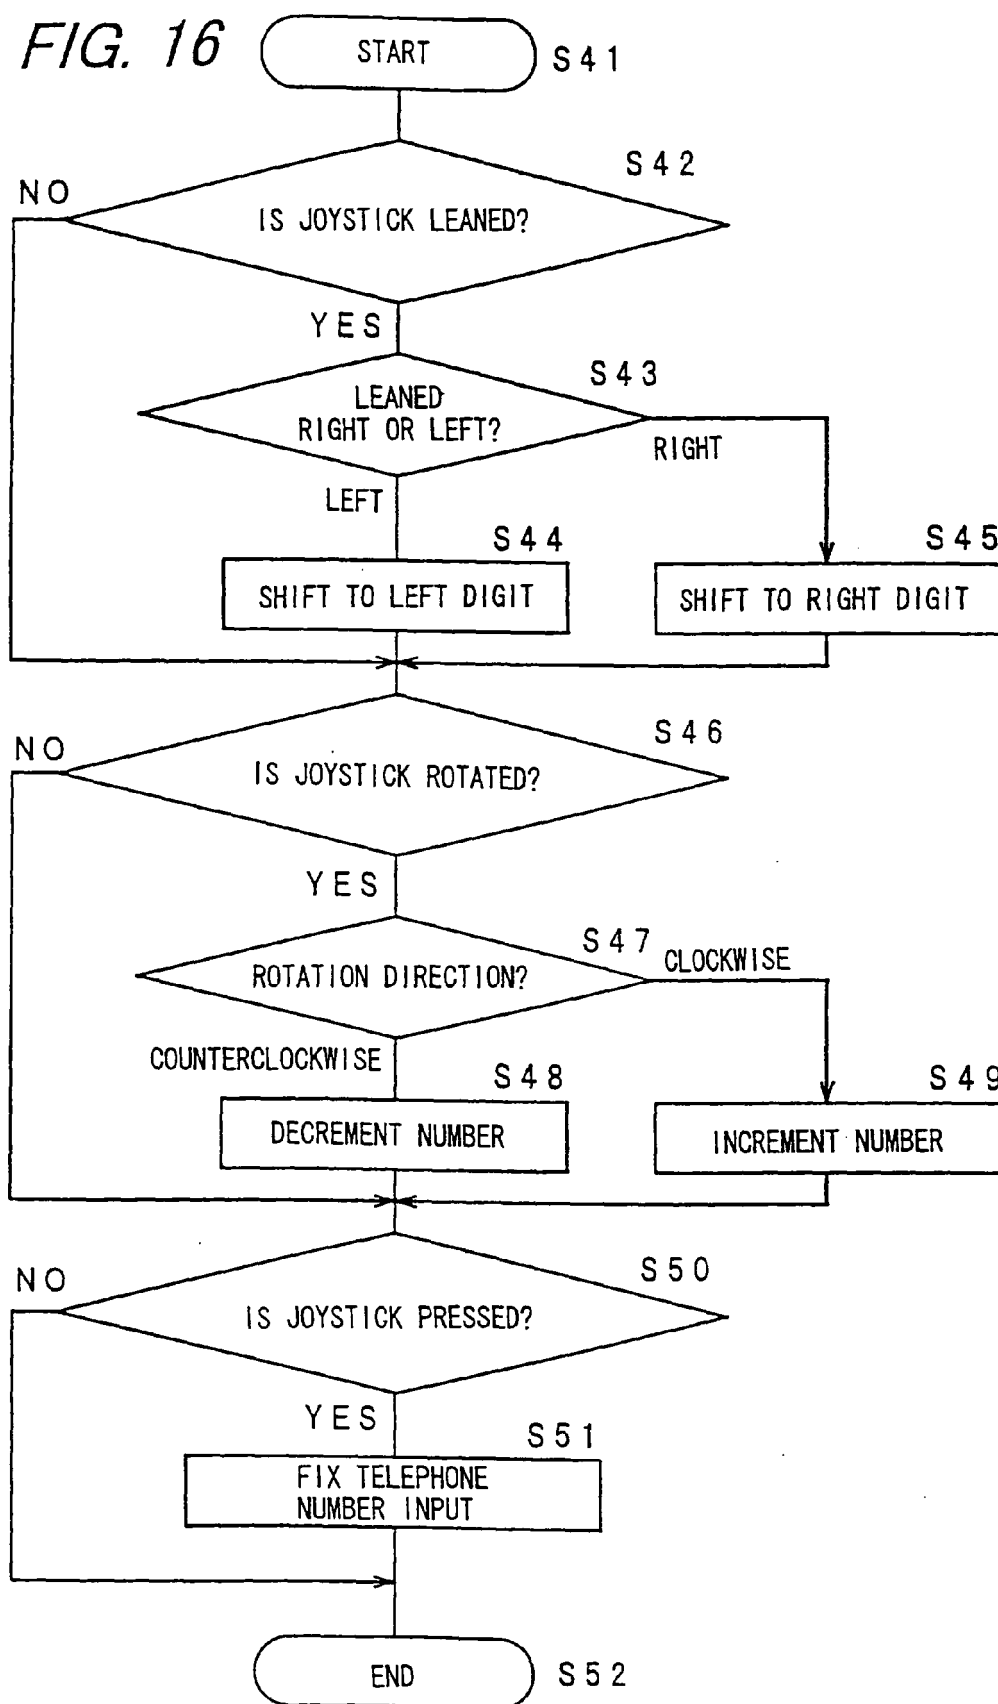 FIG. 16
START
S41
S42
NO
IS JOYSTICK LEANED?
YES
S43
LEANED
RIGHT OR LEFT?
RIGHT
LEFT
S44
S45
SHIFT TO LEFT DIGIT
SHIFT TO RIGHT DIGIT
S46
NO
IS JOYSTICK ROTATED?
YES
S47
CLOCKWISE
ROTATION DIRECTION?
COUNTERCLOCKWISE
S48
S49
DECREMENT NUMBER
INCREMENT NUMBER
S50
NO
IS JOYSTICK PRESSED?
YES
S51
FIX TELEPHONE
NUMBER INPUT
END
S52